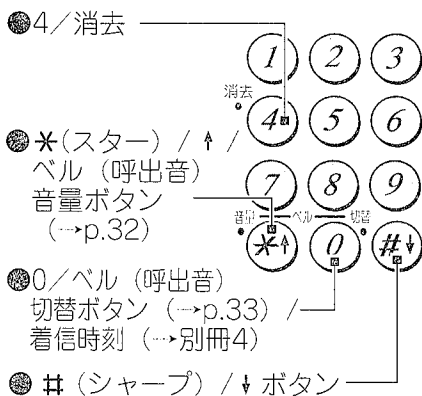 ●4／消去
1 2 3
消去
4 5 6
●＊(スター) / ↑ /
ベル (呼出音)
音量ボタン
(→p.32)
7 8 9
音量 ベル 切替
＊↑ 0 #↓
●0／ベル (呼出音)
切替ボタン (→p.33) /
着信時刻 (→別冊4)
●＃ (シャープ) / ↓ ボタン